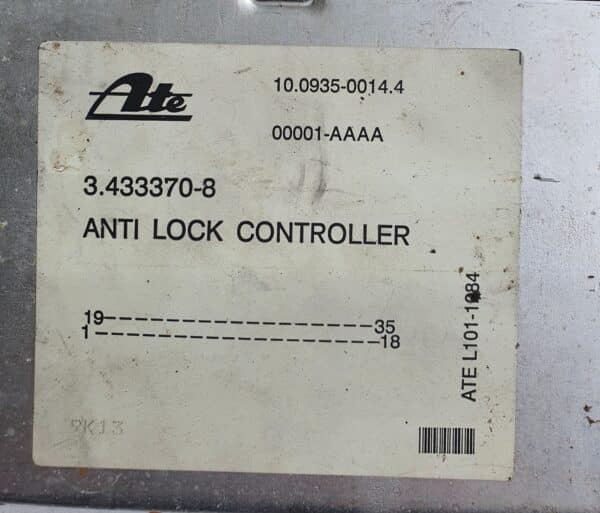 Ate
10.0935-0014.4
00001-AAAA
3.433370-8
ANTI LOCK CONTROLLER
19-----------------35
1------------------18
ATE L101-1984
9K13